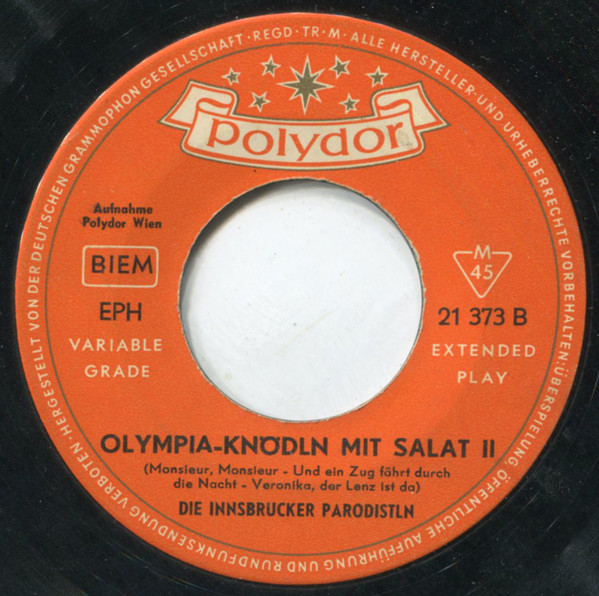 HERGESTELLT VON DER DEUTSCHEN GRAMMOPHON GESELLSCHAFT · REGD · TR · M · ALLE HERSTELLER- UND URHEBERRECHTE VORBEHALTEN; ÜBERSPIELUNG, ÖFFENTLICHE AUFFÜHRUNG UND RUNDFUNKSENDUNG VERBOTEN ·
polydor
Aufnahme
Polydor Wien
BIEM
M
45
EPH
21 373 B
VARIABLE
GRADE
EXTENDED
PLAY
OLYMPIA-KNÖDLN MIT SALAT II
(Monsieur, Monsieur - Und ein Zug fährt durch
die Nacht - Veronika, der Lenz ist da)
DIE INNSBRUCKER PARODISTLN